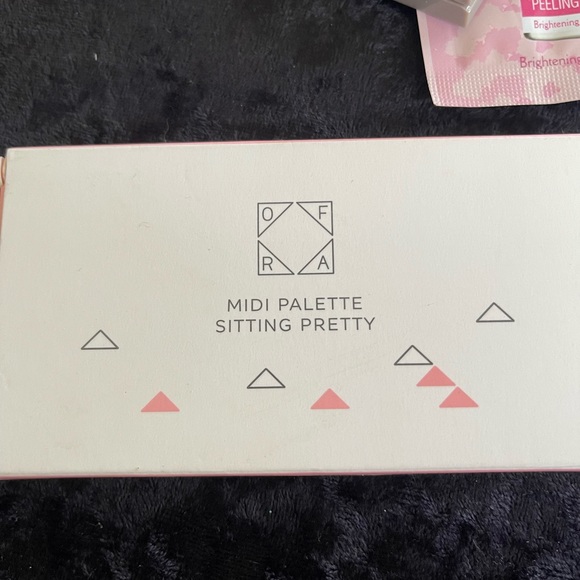 PEELING
Brightening
Brightening
O F
R A
MIDI PALETTE
SITTING PRETTY